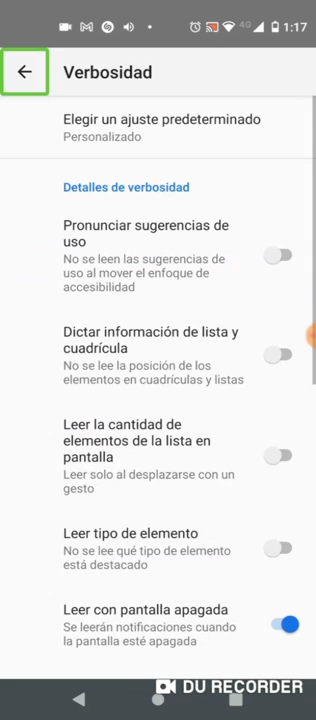 4G 1:17
Verbosidad
Elegir un ajuste predeterminado
Personalizado
Detalles de verbosidad
Pronunciar sugerencias de
uso
No se leen las sugerencias de
uso al mover el enfoque de
accesibilidad
Dictar información de lista y
cuadrícula
No se lee la posición de los
elementos en cuadrículas y listas
Leer la cantidad de
elementos de la lista en
pantalla
Leer solo al desplazarse con un
gesto
Leer tipo de elemento
No se lee qué tipo de elemento
está destacado
Leer con pantalla apagada
Se leerán notificaciones cuando
la pantalla esté apagada
DU RECORDER